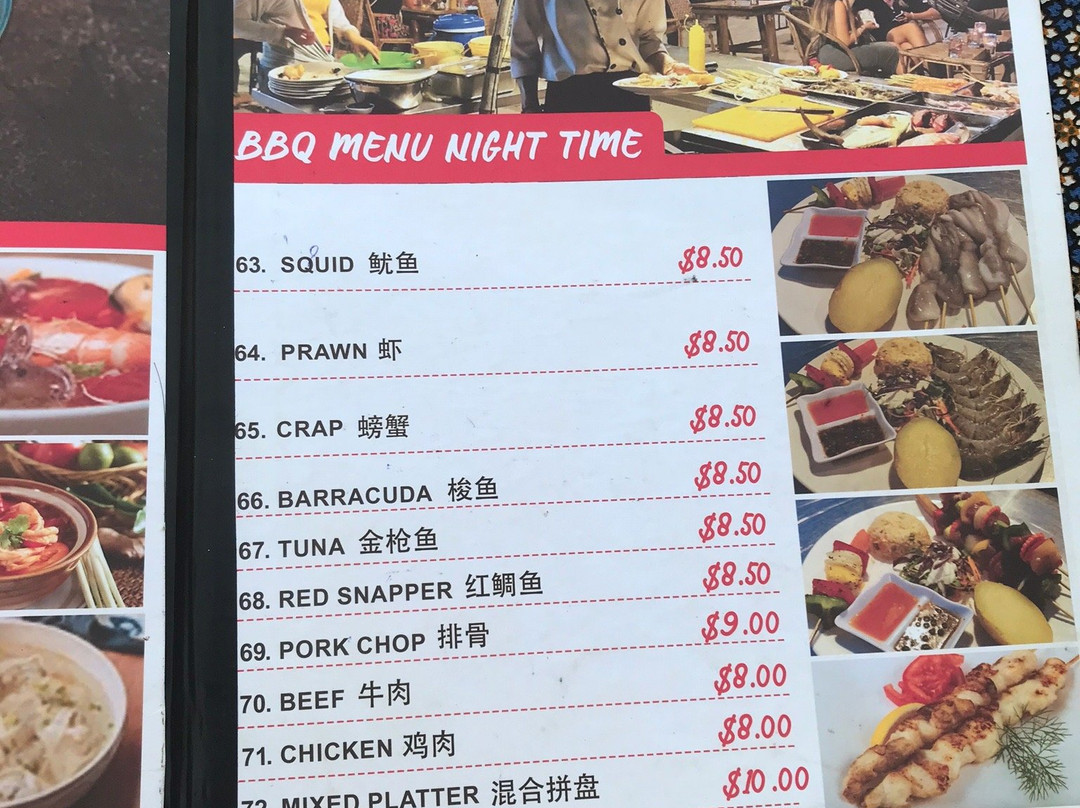 BBQ MENU NIGHT TIME
63. SQUID 鱿鱼 $8.50
64. PRAWN 虾 $8.50
65. CRAP 螃蟹 $8.50
66. BARRACUDA 梭鱼 $8.50
67. TUNA 金枪鱼 $8.50
68. RED SNAPPER 红鲷鱼 $8.50
69. PORK CHOP 排骨 $9.00
70. BEEF 牛肉 $8.00
71. CHICKEN 鸡肉 $8.00
72. MIXED PLATTER 混合拼盘 $10.00